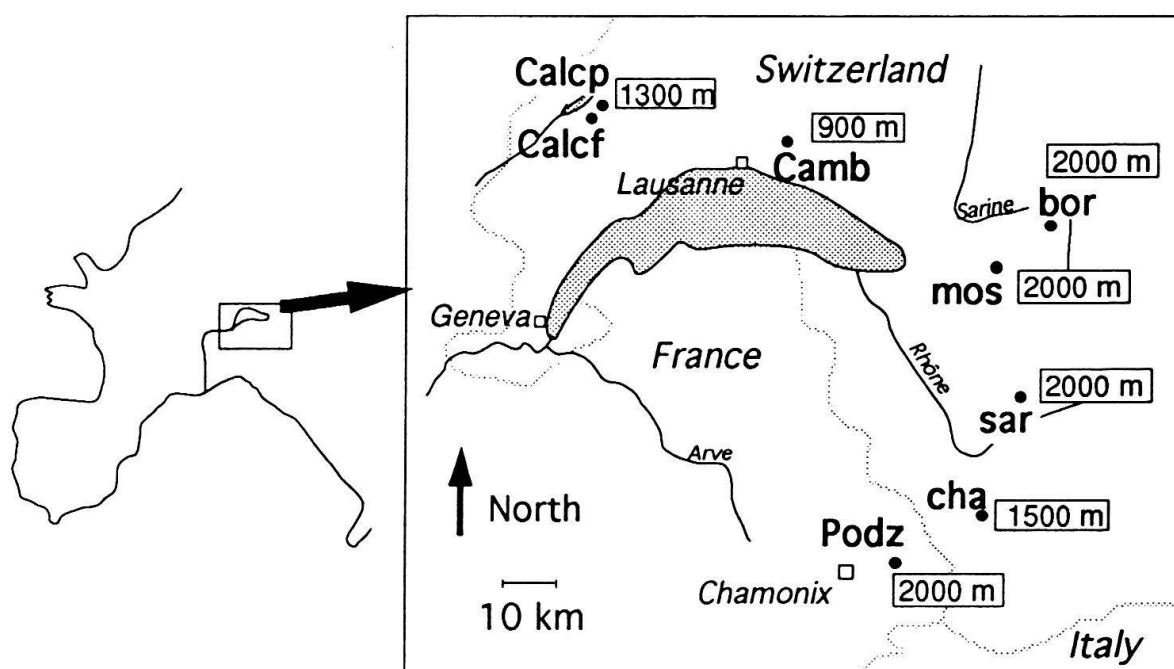 Calcp
1300 m
Calcf
Switzerland
900 m
Camb
Lausanne
2000 m
Sarine
bor
mos
2000 m
Geneva
France
Rhône
2000 m
sar
Arve
cha
1500 m
North
Podz
Chamonix
2000 m
10 km
Italy